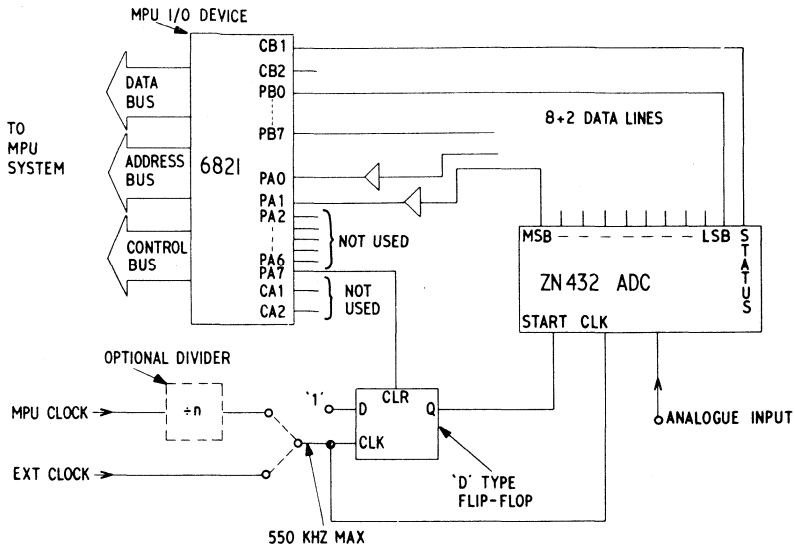 MPU I/O DEVICE
CB1
CB2
PB0
DATA
BUS
8+2 DATA LINES
PB7
TO
MPU
SYSTEM
ADDRESS
BUS
6821
PA0
PA1
PA2
NOT USED
CONTROL
BUS
PA6
PA7
CA1
CA2
NOT
USED
MSB
LSB
STATUS
ZN432 ADC
START CLK
OPTIONAL DIVIDER
MPU CLOCK
÷n
'1'
D
CLR
Q
CLK
ANALOGUE INPUT
EXT CLOCK
'D' TYPE
FLIP-FLOP
550 KHZ MAX